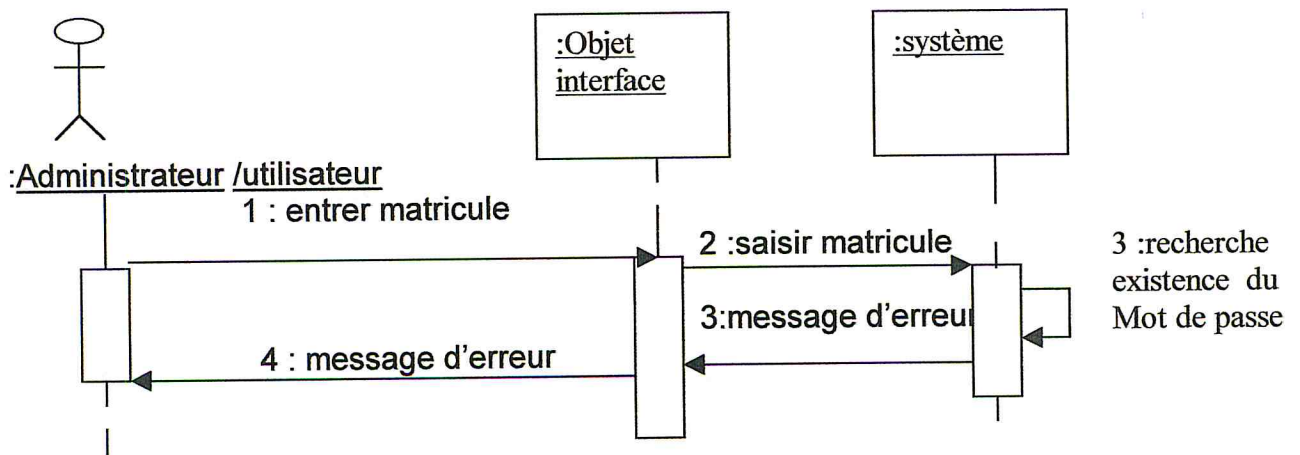 :Objet
interface
:système
:Administrateur /utilisateur
1 : entrer matricule
2 :saisir matricule
3 :recherche
existence du
Mot de passe
3:message d'erreur
4 : message d'erreur